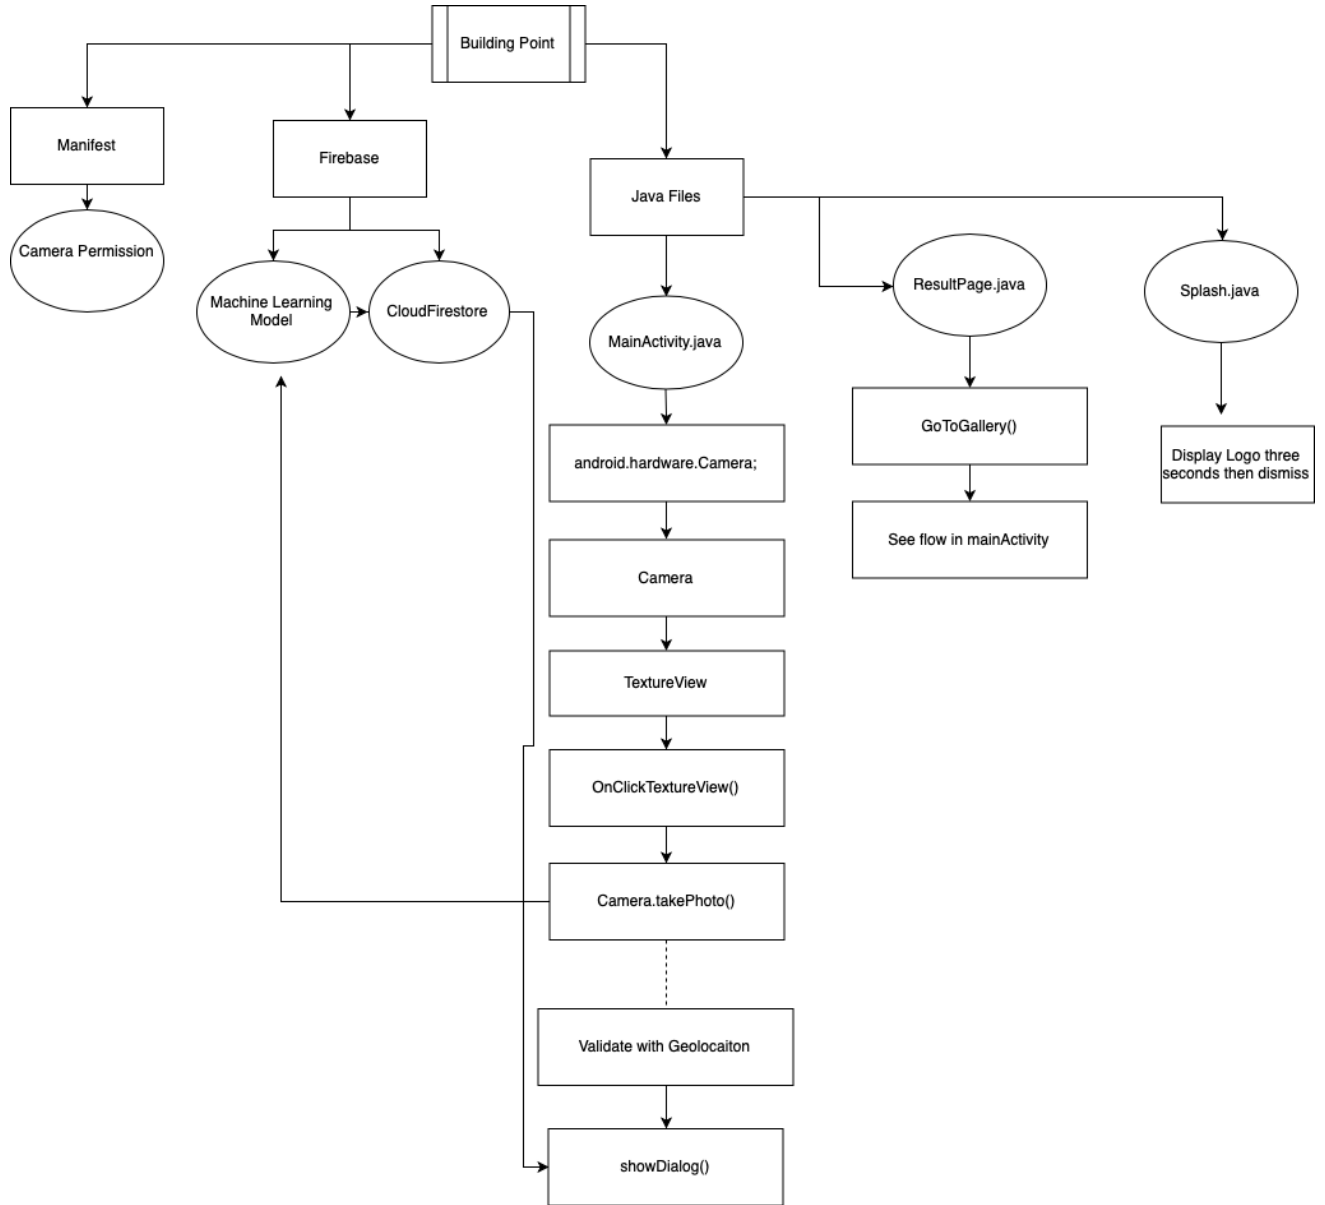 Building Point
Manifest
Firebase
Java Files
Camera Permission
Machine Learning
Model
CloudFirestore
MainActivity.java
ResultPage.java
Splash.java
android.hardware.Camera;
GoToGallery()
Display Logo three
seconds then dismiss
See flow in mainActivity
Camera
TextureView
OnClickTextureView()
Camera.takePhoto()
Validate with Geolocaiton
showDialog()